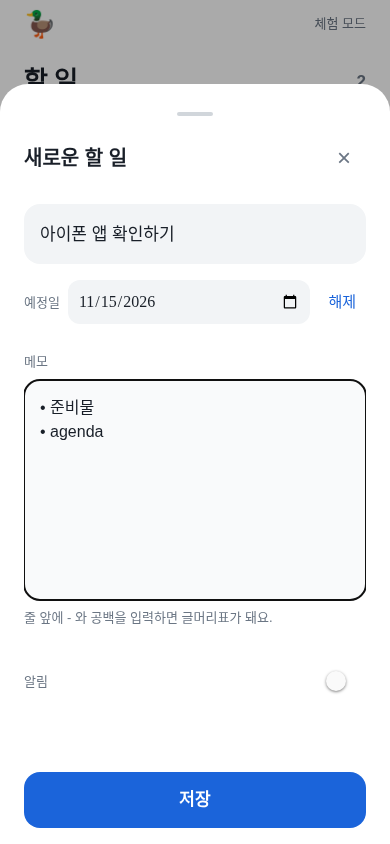 체험 모드
할 일
2
새로운 할 일
아이폰 앱 확인하기
예정일 11/15/2026 해제
메모
• 준비물
• agenda
줄 앞에 - 와 공백을 입력하면 글머리표가 돼요.
알림
저장